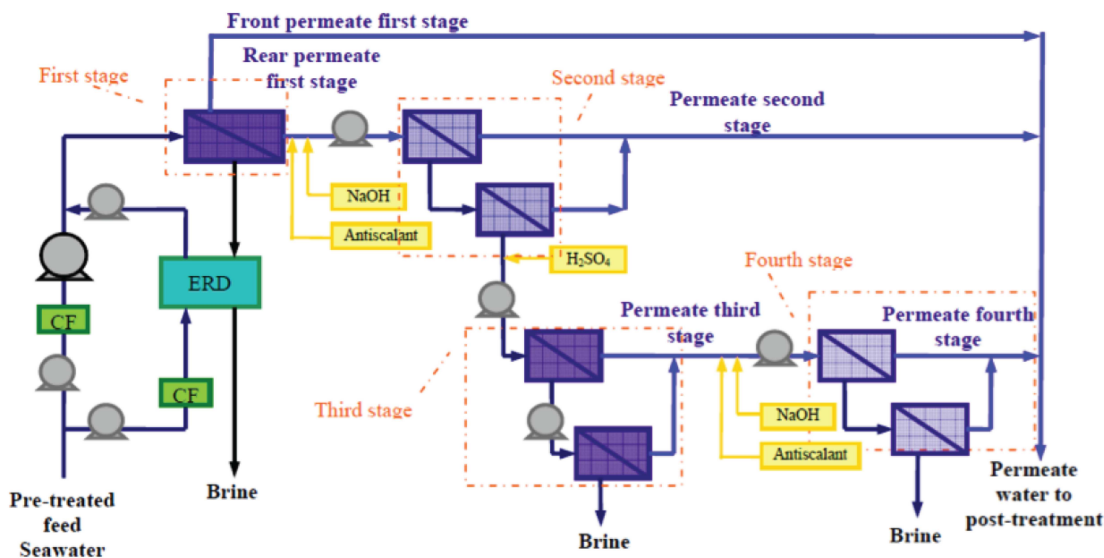 Front permeate first stage
Rear permeate
first stage
First stage
Second stage
Permeate second
stage
NaOH
Antiscalant
H₂SO₄
ERD
CF
CF
Fourth stage
Permeate third
stage
Permeate fourth
stage
Third stage
NaOH
Antiscalant
Pre-treated
feed
Seawater
Brine
Brine
Brine
Permeate
water to
post-treatment